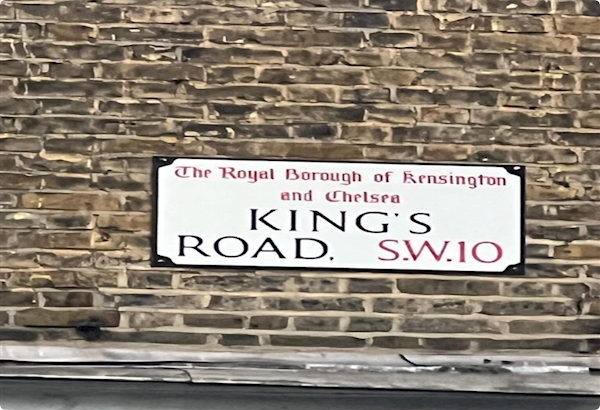 The Royal Borough of Kensington
and Chelsea
KING'S
ROAD. S.W.10